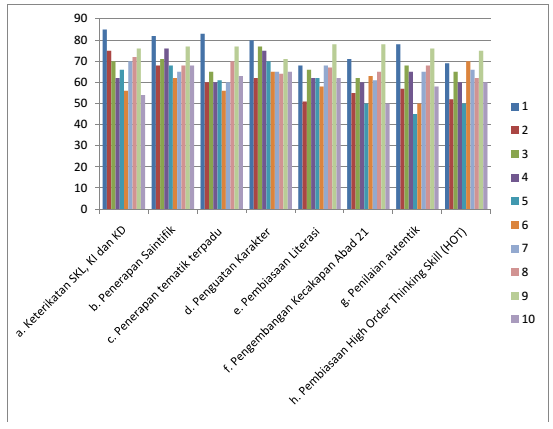 90
80
70
60
50
40
30
20
10
0
a. Keterikatan SKL, KI dan KD
b. Penerapan Saintifik
c. Penerapan tematik terpadu
d. Penguatan Karakter
e. Pembiasaan Literasi
f. Pengembangan Kecakapan Abad 21
g. Penilaian autentik
h. Pembiasaan High Order Thinking Skill (HOT)
1
2
3
4
5
6
7
8
9
10